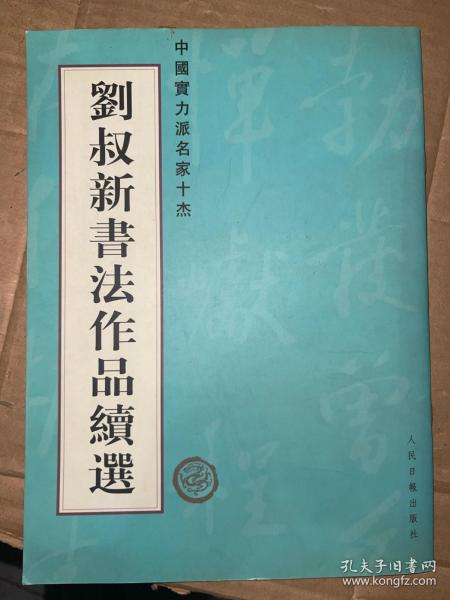 中國實力派名家十杰
劉叔新書法作品續選
人民日報出版社
孔夫子旧书网
www.kongfz.com